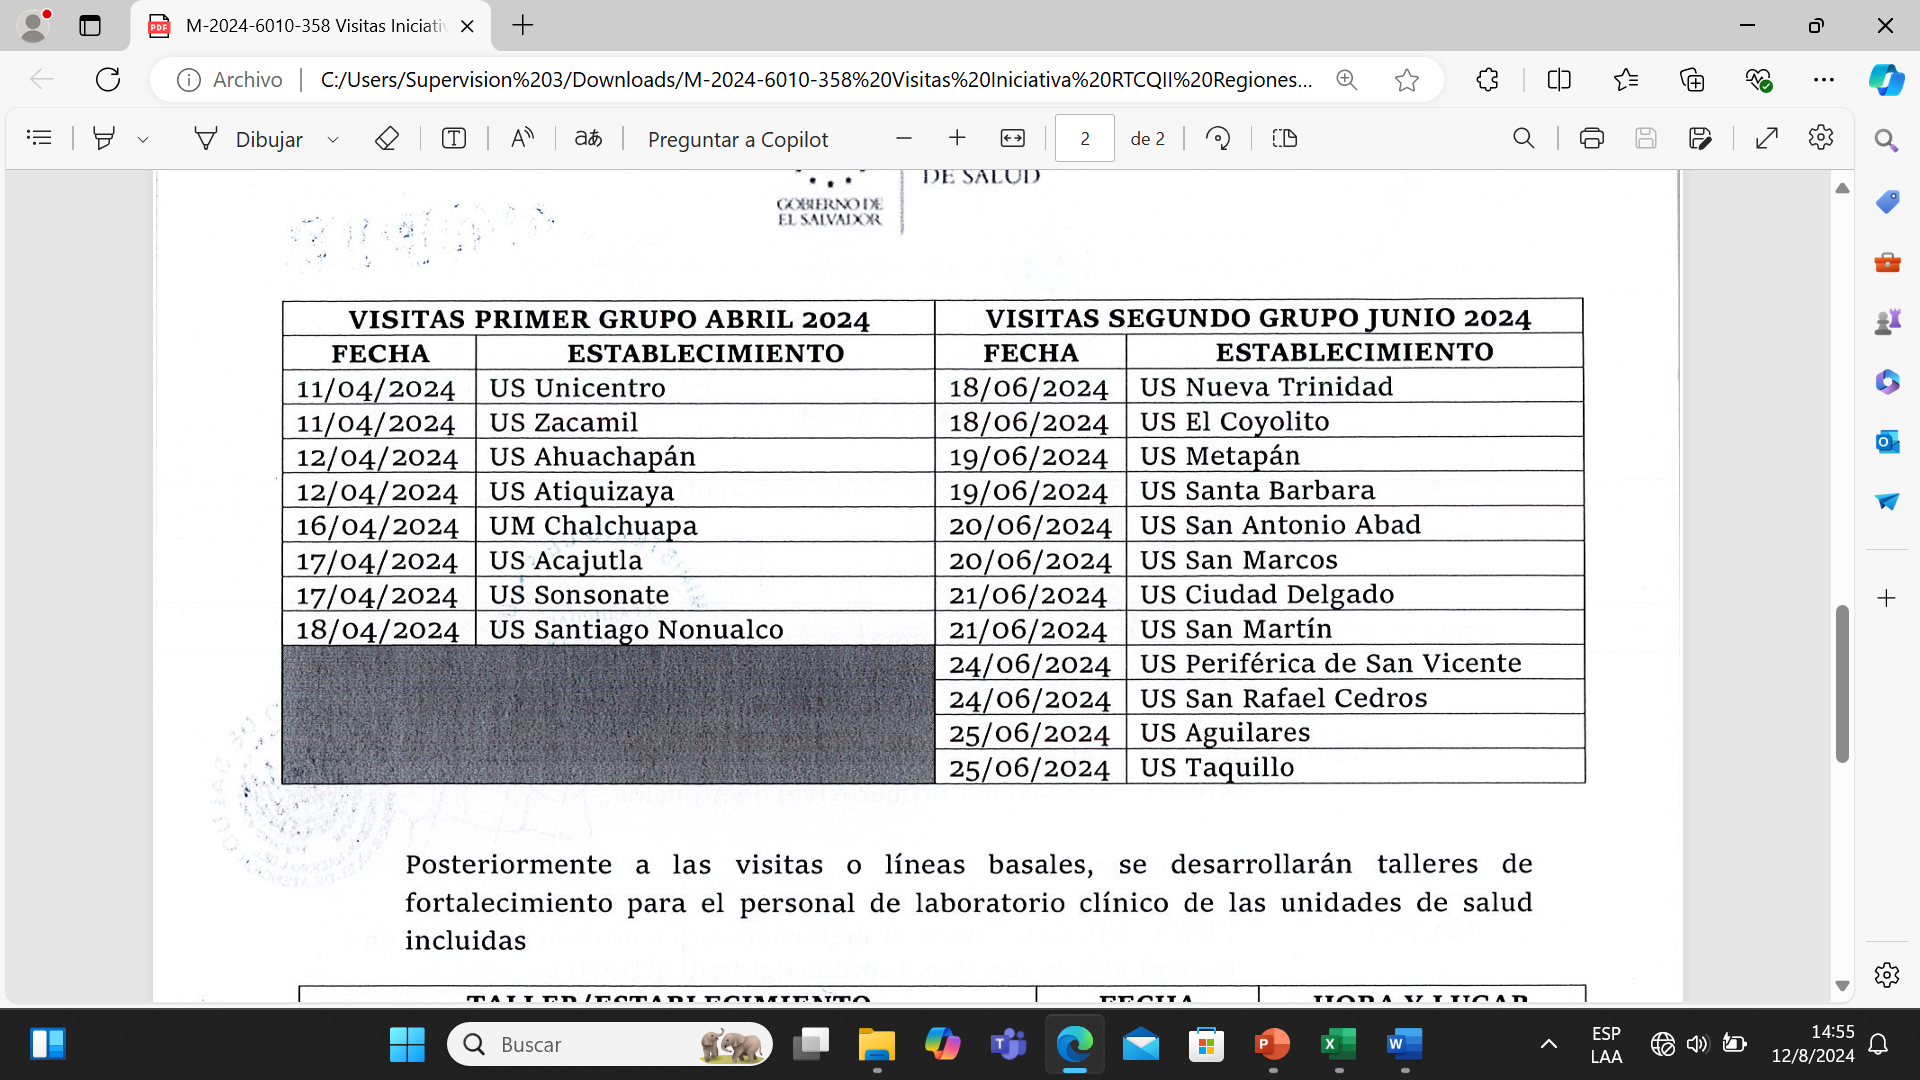 M-2024-6010-358 Visitas Iniciati
Archivo
C:/Users/Supervision%203/Downloads/M-2024-6010-358%20Visitas%20Iniciativa%20RTCQII%20Regiones...
Dibujar
Preguntar a Copilot
2 de 2
DE SALUD
GOBIERNO DE
EL SALVADOR
VISITAS PRIMER GRUPO ABRIL 2024 VISITAS SEGUNDO GRUPO JUNIO 2024
FECHA ESTABLECIMIENTO FECHA ESTABLECIMIENTO
11/04/2024 US Unicentro 18/06/2024 US Nueva Trinidad
11/04/2024 US Zacamil 18/06/2024 US El Coyolito
12/04/2024 US Ahuachapán 19/06/2024 US Metapán
12/04/2024 US Atiquizaya 19/06/2024 US Santa Barbara
16/04/2024 UM Chalchuapa 20/06/2024 US San Antonio Abad
17/04/2024 US Acajutla 20/06/2024 US San Marcos
17/04/2024 US Sonsonate 21/06/2024 US Ciudad Delgado
18/04/2024 US Santiago Nonualco 21/06/2024 US San Martín
24/06/2024 US Periférica de San Vicente
24/06/2024 US San Rafael Cedros
25/06/2024 US Aguilares
25/06/2024 US Taquillo
Posteriormente a las visitas o líneas basales, se desarrollarán talleres de
fortalecimiento para el personal de laboratorio clínico de las unidades de salud
incluidas
TALLER/ESTABLECIMIENTO FECHA HORA Y LUGAR
Buscar
ESP
LAA
14:55
12/8/2024